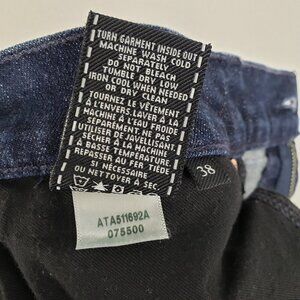 TURN GARMENT INSIDE OUT
MACHINE WASH COLD
SEPARATELY
DO NOT BLEACH
TUMBLE DRY LOW
IRON COOL WHEN NEEDED
OR DRY CLEAN
TOURNEZ LE VÊTEMENT
À L'ENVERS. LAVER À LA
MACHINE À L'EAU FROIDE
SÉPARÉMENT. NE PAS
UTILISER DE JAVELLISANT.
SÉCHER À LA MACHINE
À BASSE TEMPÉRATURE.
REPASSER AU FER TIÈDE
SI NÉCESSAIRE
OU NETTOYER À SEC
38
ATA511692A
075500